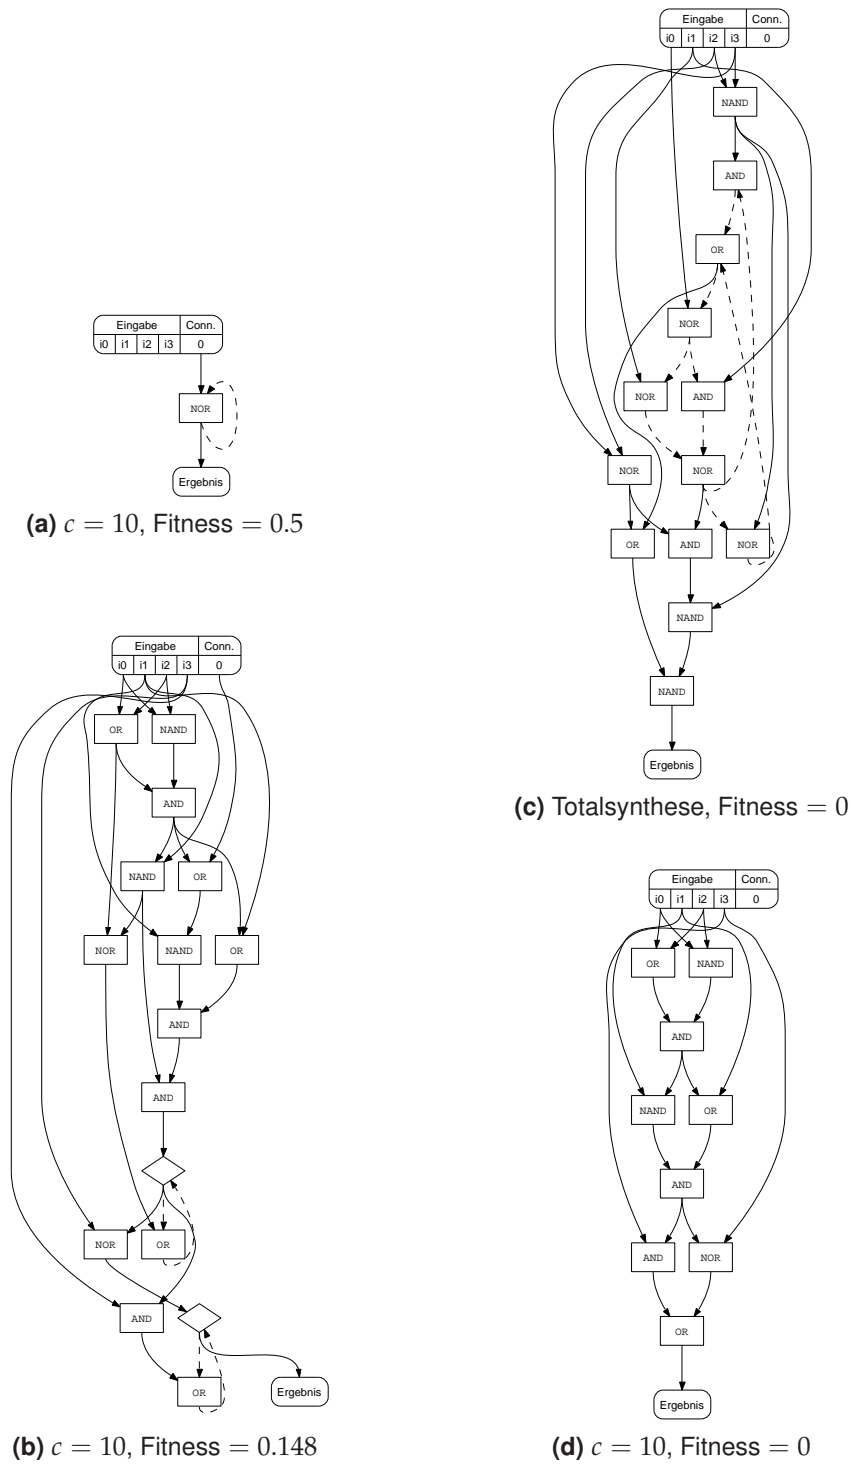 Eingabe Conn.
i0 i1 i2 i3 0
NOR
Ergebnis
(a) c = 10, Fitness = 0.5
Eingabe Conn.
i0 i1 i2 i3 0
OR NAND
AND
NAND OR
NOR NAND OR
AND
AND
NOR OR
AND
OR Ergebnis
(b) c = 10, Fitness = 0.148
Eingabe Conn.
i0 i1 i2 i3 0
NAND
AND
OR
NOR
NOR AND
NOR NOR
OR AND NOR
NAND
NAND
Ergebnis
(c) Totalsynthese, Fitness = 0
Eingabe Conn.
i0 i1 i2 i3 0
OR NAND
AND
NAND OR
AND
AND NOR
OR
Ergebnis
(d) c = 10, Fitness = 0